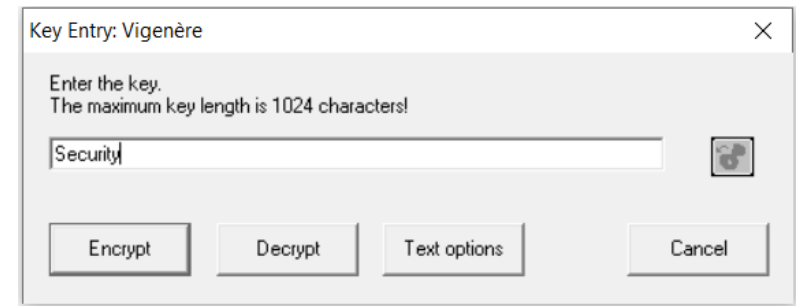 Key Entry: Vigenère
Enter the key.
The maximum key length is 1024 characters!
Security
Encrypt
Decrypt
Text options
Cancel